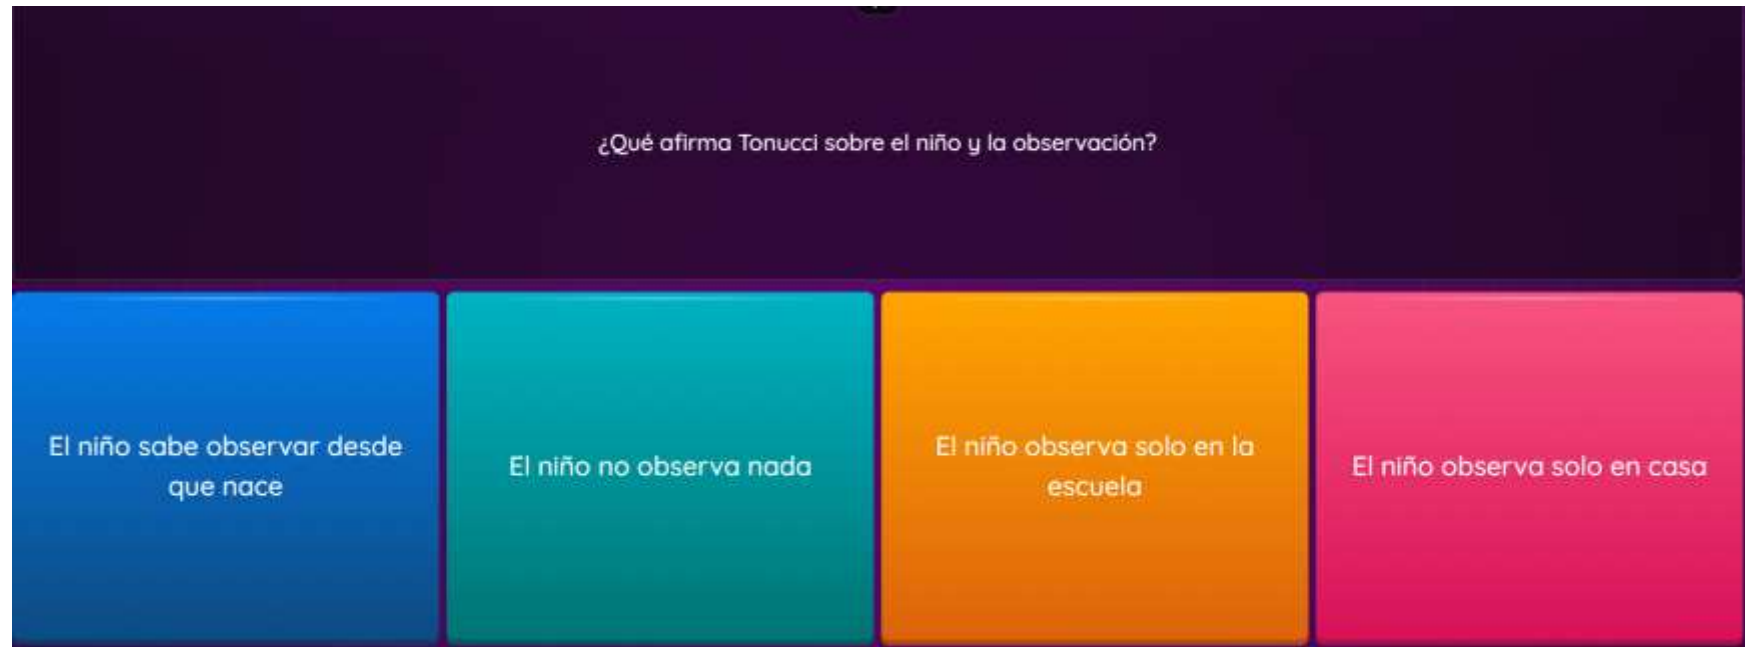 ¿Qué afirma Tonucci sobre el niño y la observación?
El niño sabe observar desde
que nace
El niño no observa nada
El niño observa solo en la
escuela
El niño observa solo en casa